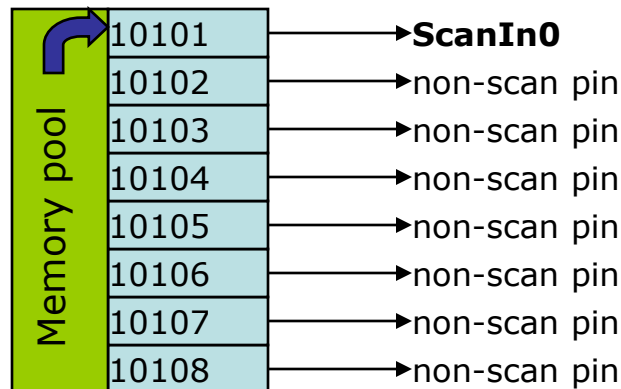 Memory pool
10101 ScanIn0
10102 non-scan pin
10103 non-scan pin
10104 non-scan pin
10105 non-scan pin
10106 non-scan pin
10107 non-scan pin
10108 non-scan pin